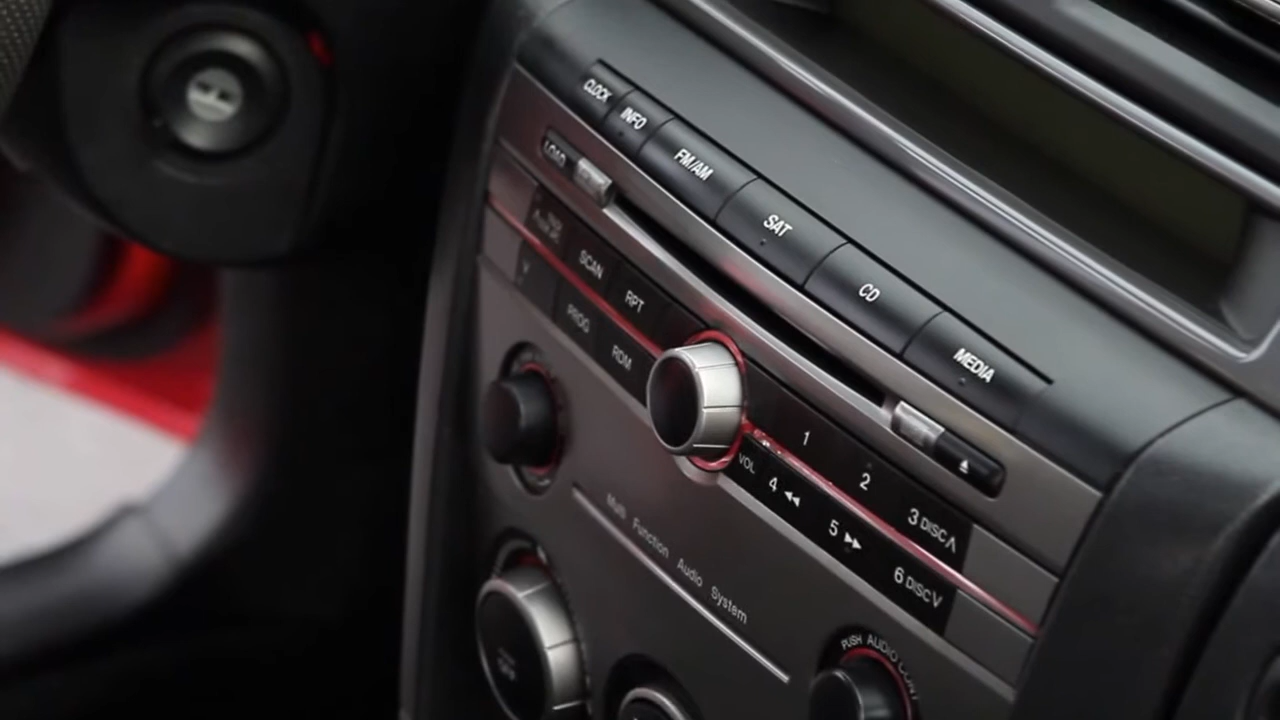 CLOCK
INFO
FM/AM
SAT
CD
MEDIA
LOAD
SCAN
RPT
PROG
RDM
1
2
3 DISC
VOL
4
5
6 DISC
Multi Function Audio System
PUSH AUDIO CONT